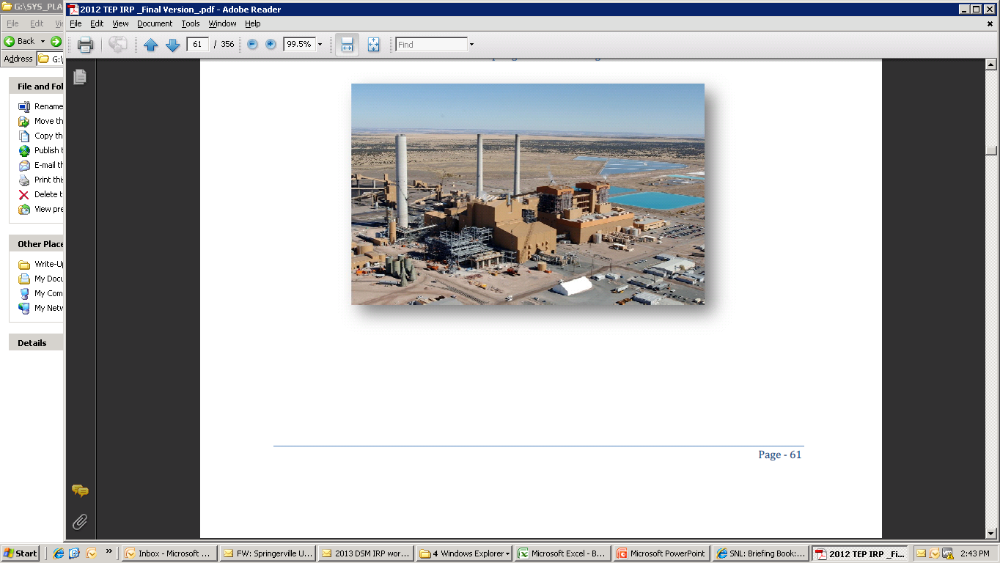 G:\SYS_PLA
2012 TEP IRP _Final Version_.pdf - Adobe Reader
File Edit Vi
File Edit View Document Tools Window Help
Back
61 / 356 99.5% Find
Address G:\
File and Fol
Rename
Move th
Copy th
Publish t
E-mail th
Print this
Delete t
View pre
Other Place
Write-Up
My Docu
My Com
My Netw
Details
Page - 61
Start » Inbox - Microsoft ... FW: Springerville U... 2013 DSM IRP wor... 4 Windows Explorer Microsoft Excel - B... Microsoft PowerPoint SNL: Briefing Book:... 2012 TEP IRP _Fi... 2:43 PM